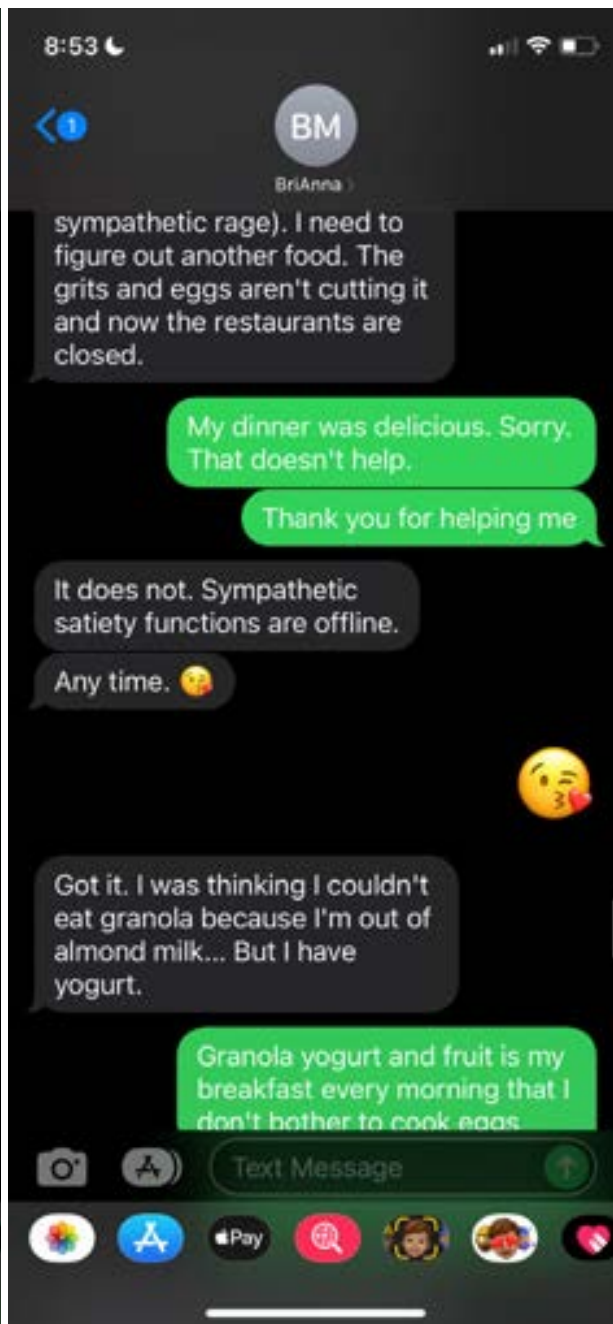 8:53
1
BM
BriAnna
sympathetic rage). I need to
figure out another food. The
grits and eggs aren't cutting it
and now the restaurants are
closed.
My dinner was delicious. Sorry.
That doesn't help.
Thank you for helping me
It does not. Sympathetic
satiety functions are offline.
Any time. 😘
😘
Got it. I was thinking I couldn't
eat granola because I'm out of
almond milk... But I have
yogurt.
Granola yogurt and fruit is my
breakfast every morning that I
don't bother to cook eggs
Text Message
Pay